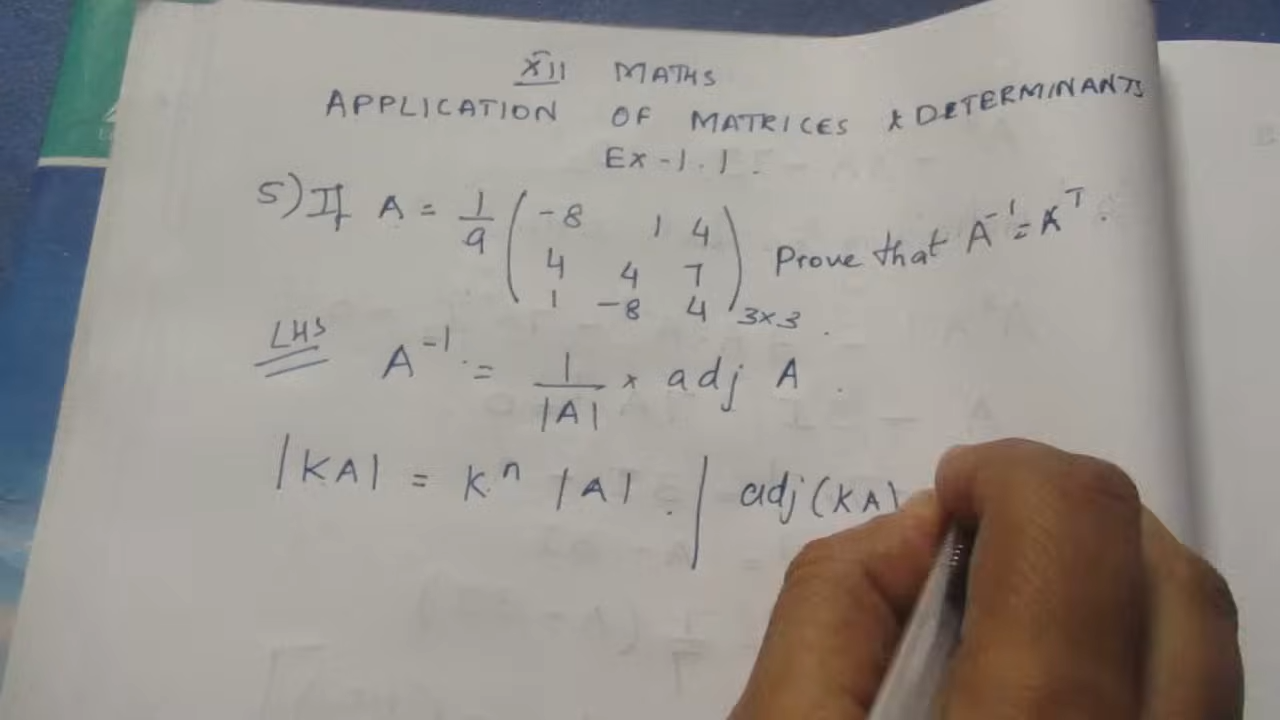 XII MATHS
APPLICATION OF MATRICES & DETERMINANTS
Ex - 1.1.
5) If A = 1/9 ( -8 1 4
4 4 7
1 -8 4 ) 3x3 Prove that A⁻¹ = Aᵀ.
LHS A⁻¹ = 1/|A| x adj A.
|KA| = Kⁿ |A|. | adj (KA)